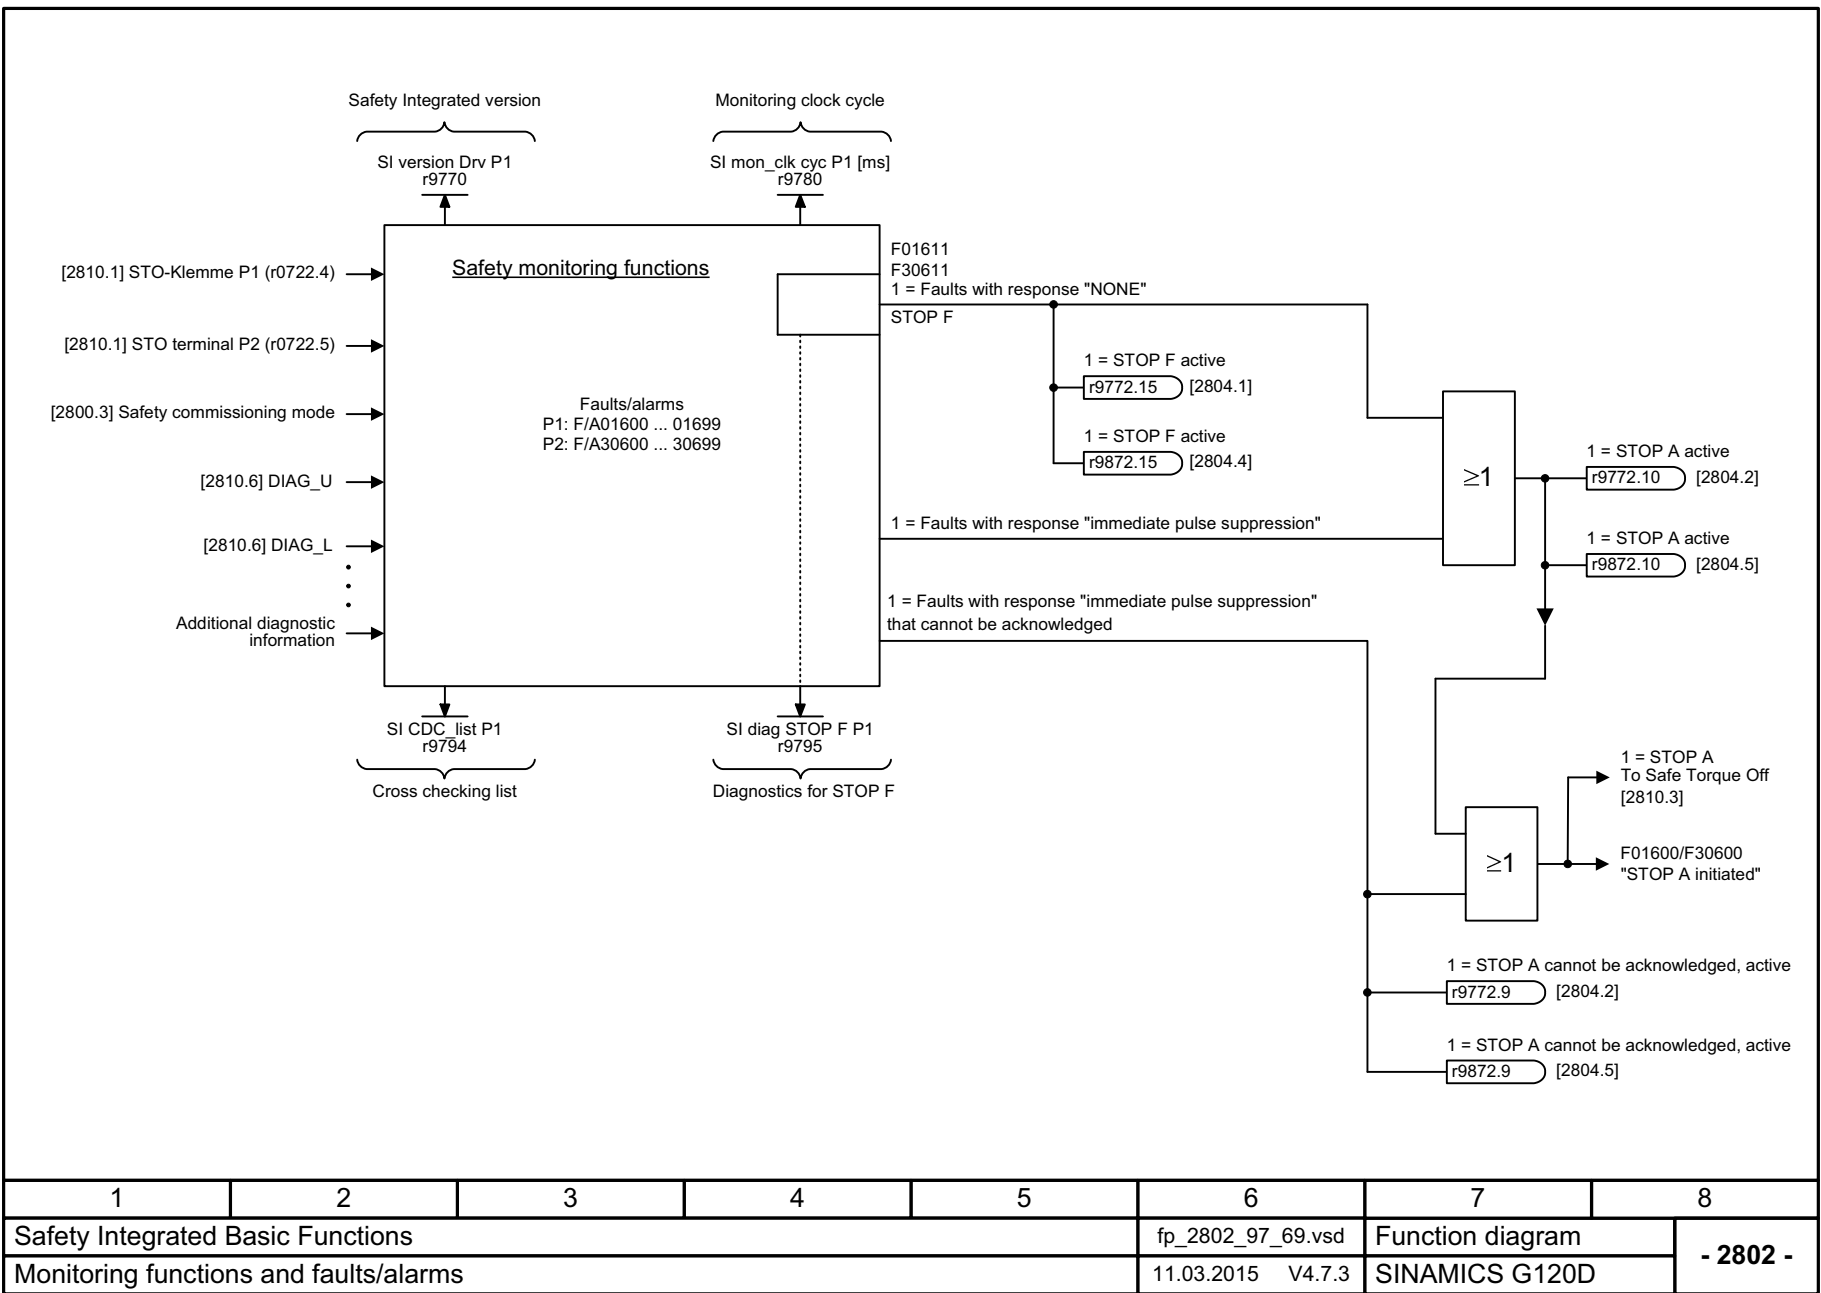 Safety Integrated version
Monitoring clock cycle
SI version Drv P1
r9770
SI mon_clk cyc P1 [ms]
r9780
Safety monitoring functions
[2810.1] STO-Klemme P1 (r0722.4)
[2810.1] STO terminal P2 (r0722.5)
[2800.3] Safety commissioning mode
[2810.6] DIAG_U
[2810.6] DIAG_L
Additional diagnostic
information
Faults/alarms
P1: F/A01600 ... 01699
P2: F/A30600 ... 30699
F01611
F30611
1 = Faults with response "NONE"
STOP F
1 = STOP F active
r9772.15 [2804.1]
1 = STOP F active
r9872.15 [2804.4]
1 = Faults with response "immediate pulse suppression"
1 = Faults with response "immediate pulse suppression"
that cannot be acknowledged
≥1
1 = STOP A active
r9772.10 [2804.2]
1 = STOP A active
r9872.10 [2804.5]
SI CDC_list P1
r9794
Cross checking list
SI diag STOP F P1
r9795
Diagnostics for STOP F
≥1
1 = STOP A
To Safe Torque Off
[2810.3]
F01600/F30600
"STOP A initiated"
1 = STOP A cannot be acknowledged, active
r9772.9 [2804.2]
1 = STOP A cannot be acknowledged, active
r9872.9 [2804.5]
1 2 3 4 5 6 7 8
Safety Integrated Basic Functions
fp_2802_97_69.vsd
Function diagram
- 2802 -
Monitoring functions and faults/alarms
11.03.2015 V4.7.3
SINAMICS G120D